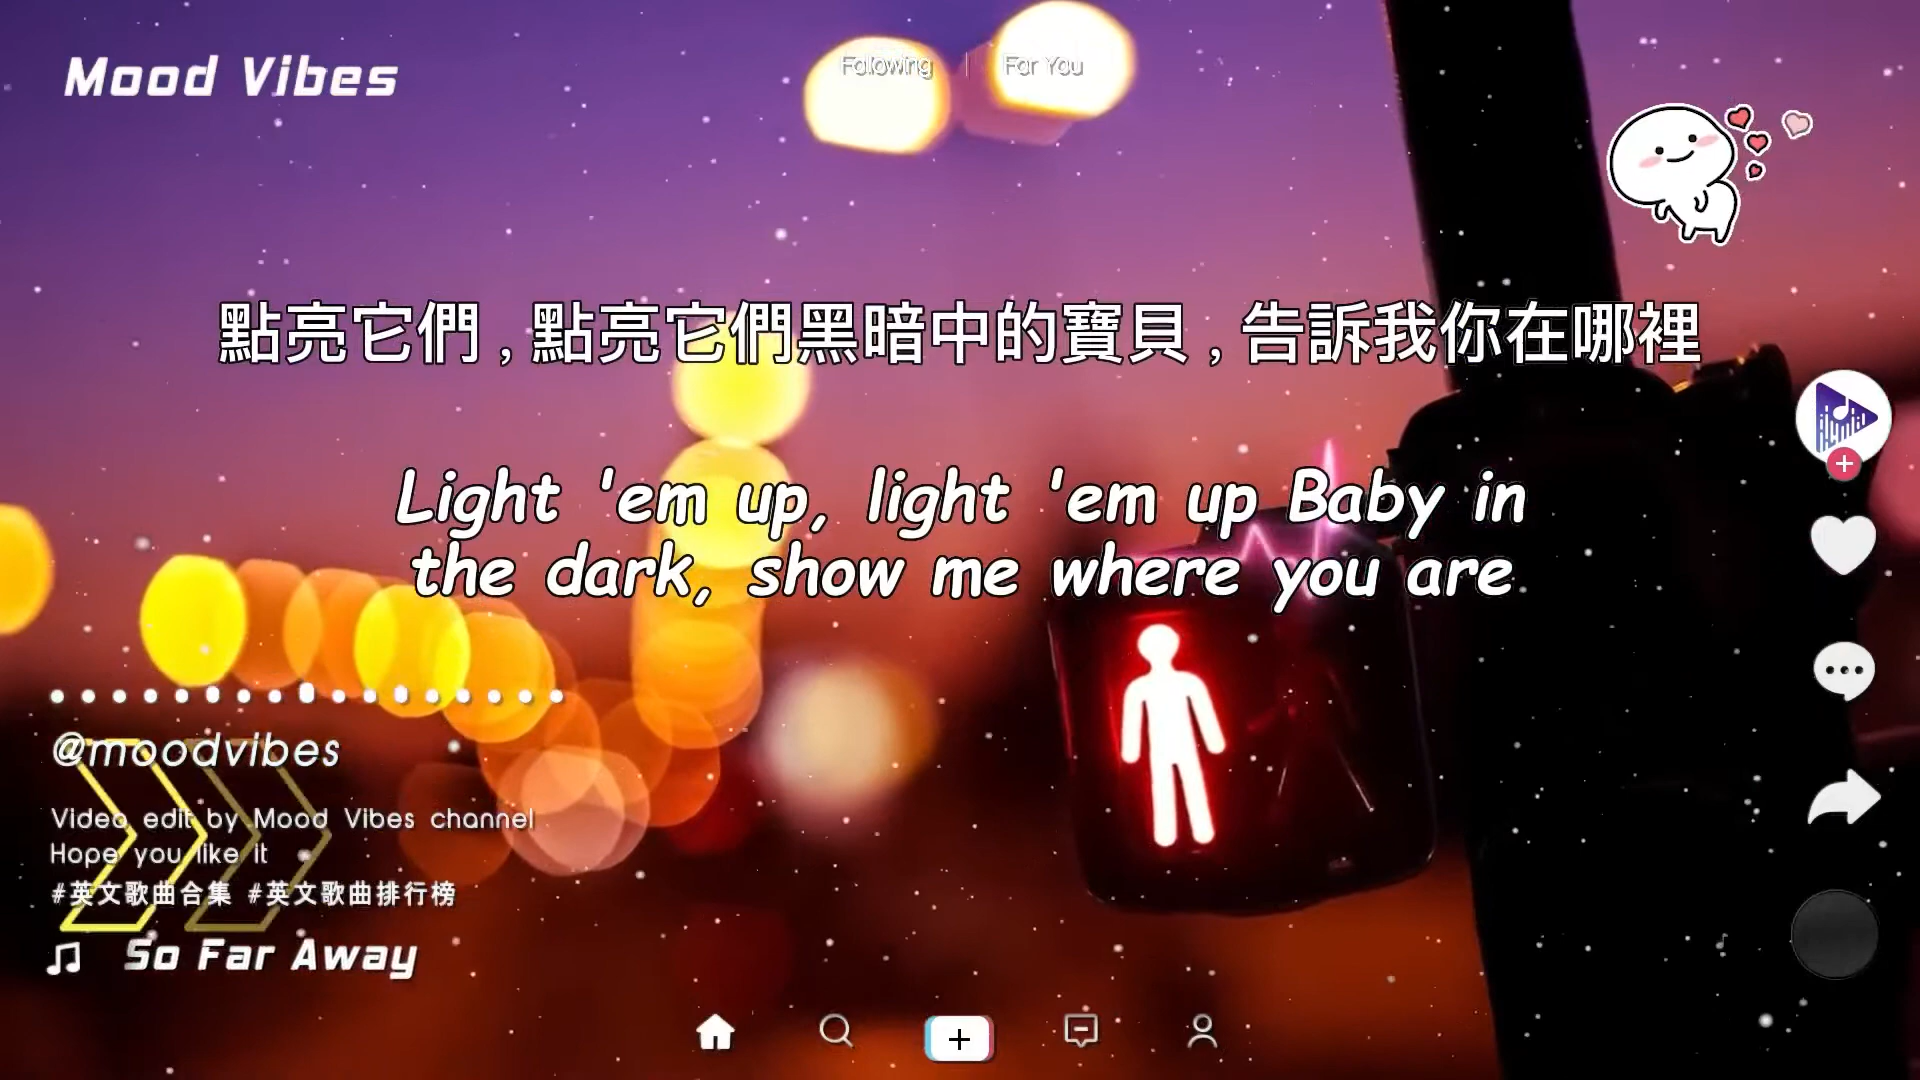 Mood Vibes
Following | For You
點亮它們,點亮它們黑暗中的寶貝,告訴我你在哪裡
Light 'em up, light 'em up Baby in
the dark, show me where you are
@moodvibes
Video edit by Mood Vibes channel
Hope you like it
#英文歌曲合集 #英文歌曲排行榜
So Far Away